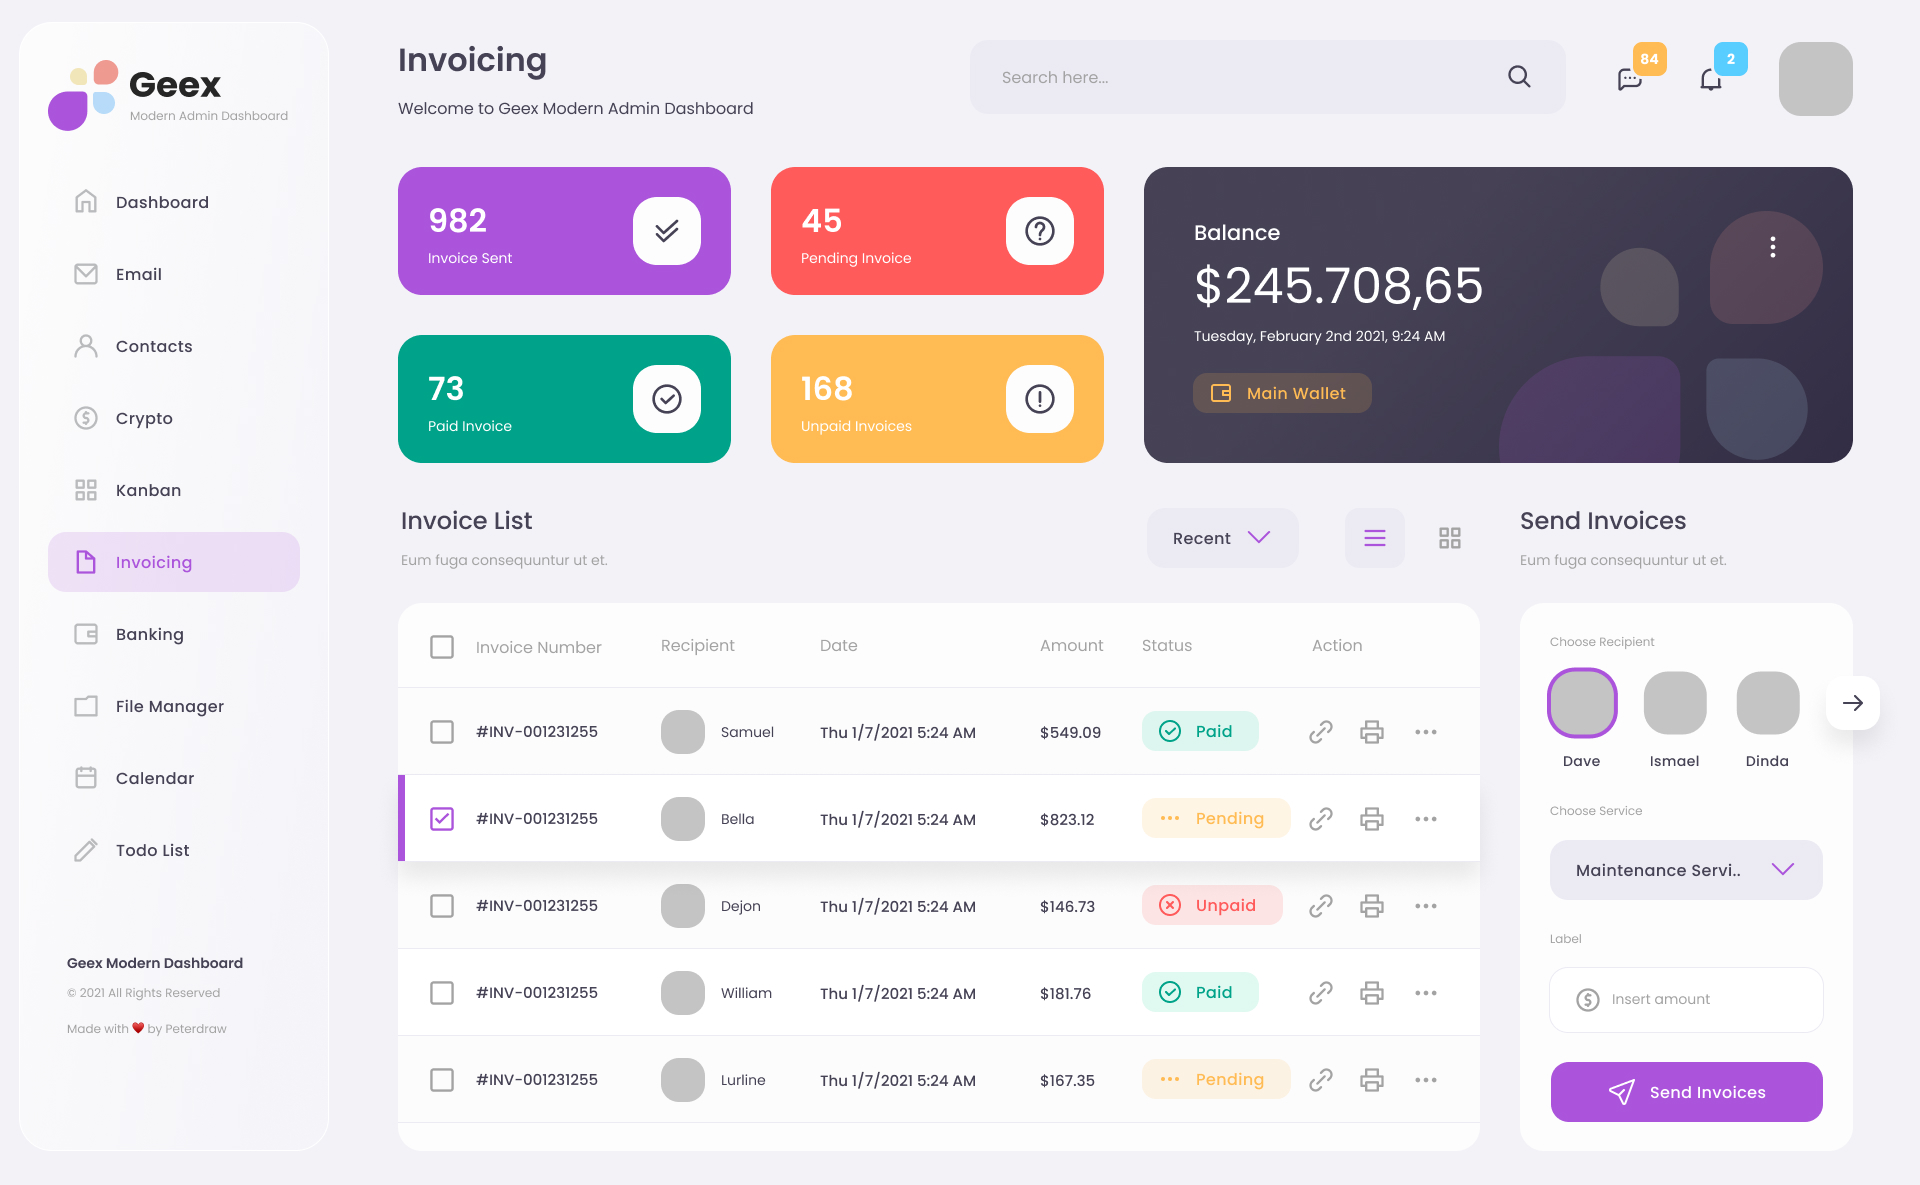 Geex
Modern Admin Dashboard
Dashboard
Email
Contacts
Crypto
Kanban
Invoicing
Banking
File Manager
Calendar
Todo List
Geex Modern Dashboard
© 2021 All Rights Reserved
Made with ♥ by Peterdraw
Invoicing
Welcome to Geex Modern Admin Dashboard
Search here...
84
2
982
Invoice Sent
45
Pending Invoice
73
Paid Invoice
168
Unpaid Invoices
Balance
$245.708,65
Tuesday, February 2nd 2021, 9:24 AM
Main Wallet
Invoice List
Eum fuga consequuntur ut et.
Recent
Invoice Number Recipient Date Amount Status Action
#INV-001231255 Samuel Thu 1/7/2021 5:24 AM $549.09 Paid
#INV-001231255 Bella Thu 1/7/2021 5:24 AM $823.12 Pending
#INV-001231255 Dejon Thu 1/7/2021 5:24 AM $146.73 Unpaid
#INV-001231255 William Thu 1/7/2021 5:24 AM $181.76 Paid
#INV-001231255 Lurline Thu 1/7/2021 5:24 AM $167.35 Pending
Send Invoices
Eum fuga consequuntur ut et.
Choose Recipient
Dave Ismael Dinda
Choose Service
Maintenance Servi..
Label
Insert amount
Send Invoices